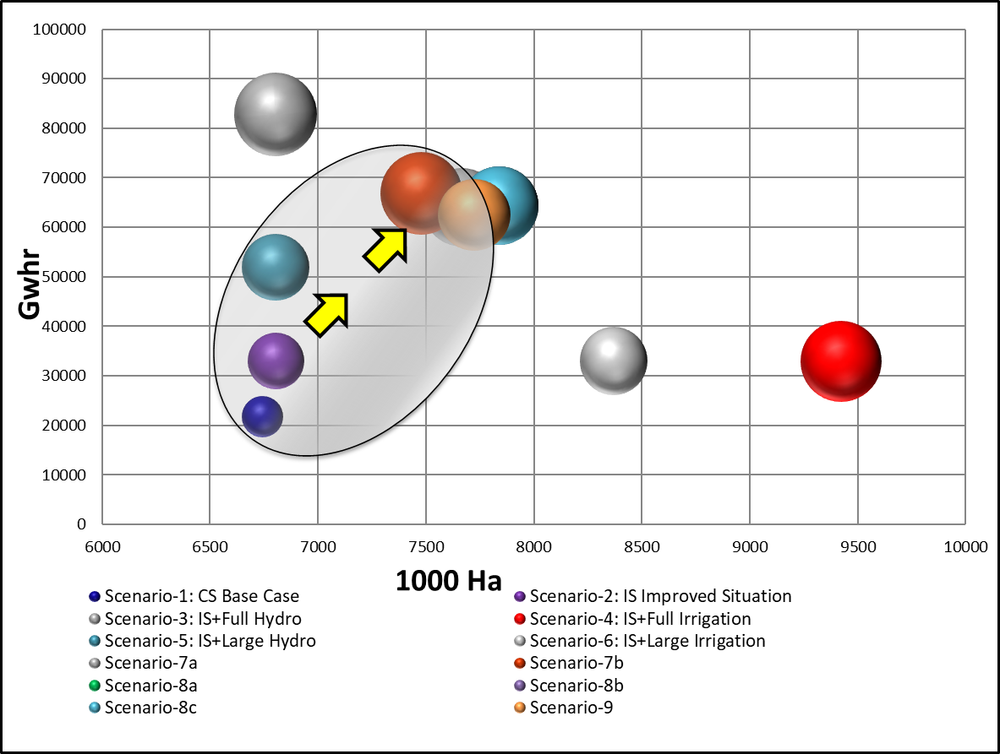 100000
90000
80000
70000
60000
50000
40000
30000
20000
10000
0
Gwhr
6000 6500 7000 7500 8000 8500 9000 9500 10000
1000 Ha
Scenario-1: CS Base Case Scenario-2: IS Improved Situation
Scenario-3: IS+Full Hydro Scenario-4: IS+Full Irrigation
Scenario-5: IS+Large Hydro Scenario-6: IS+Large Irrigation
Scenario-7a Scenario-7b
Scenario-8a Scenario-8b
Scenario-8c Scenario-9